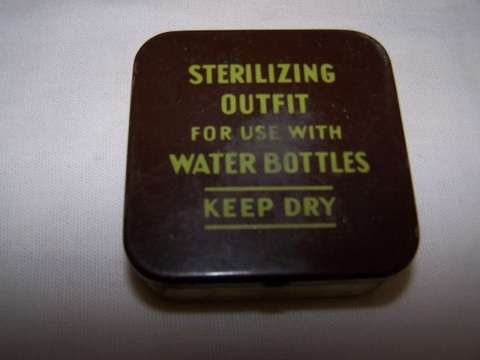 STERILIZING
OUTFIT
FOR USE WITH
WATER BOTTLES
KEEP DRY